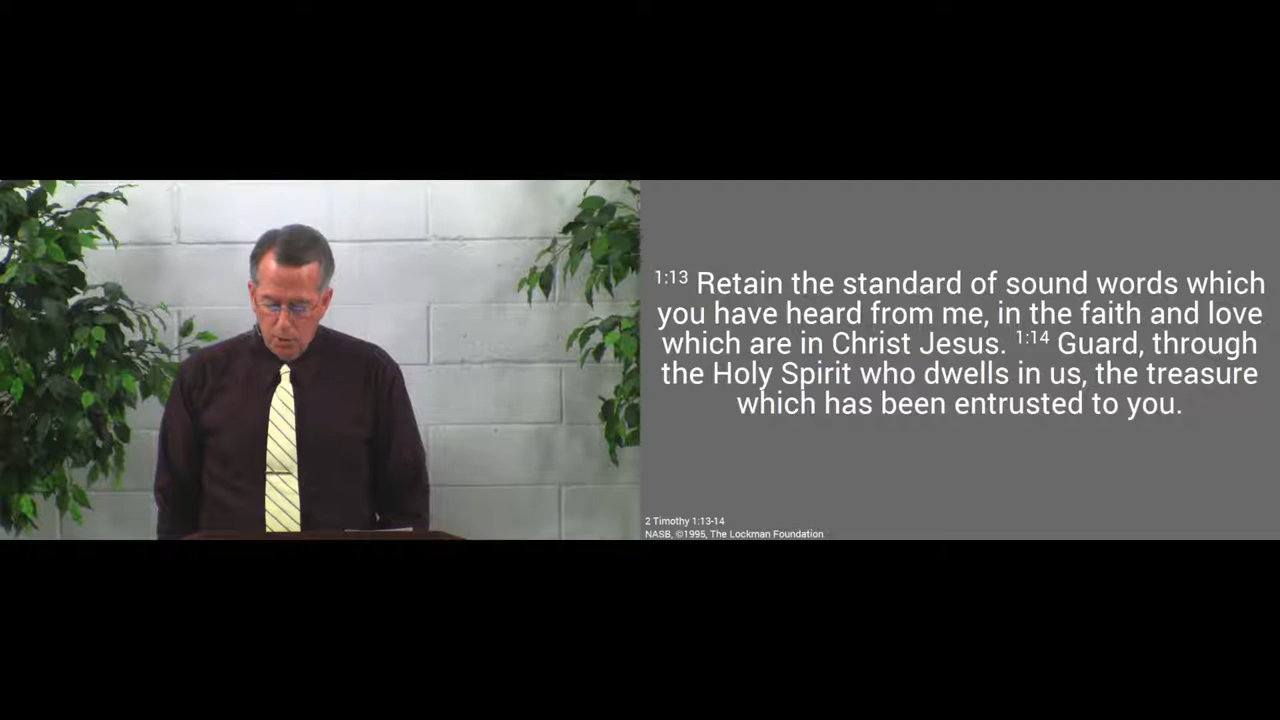 1:13 Retain the standard of sound words which
you have heard from me, in the faith and love
which are in Christ Jesus. 1:14 Guard, through
the Holy Spirit who dwells in us, the treasure
which has been entrusted to you.
2 Timothy 1:13-14
NASB, ©1995, The Lockman Foundation